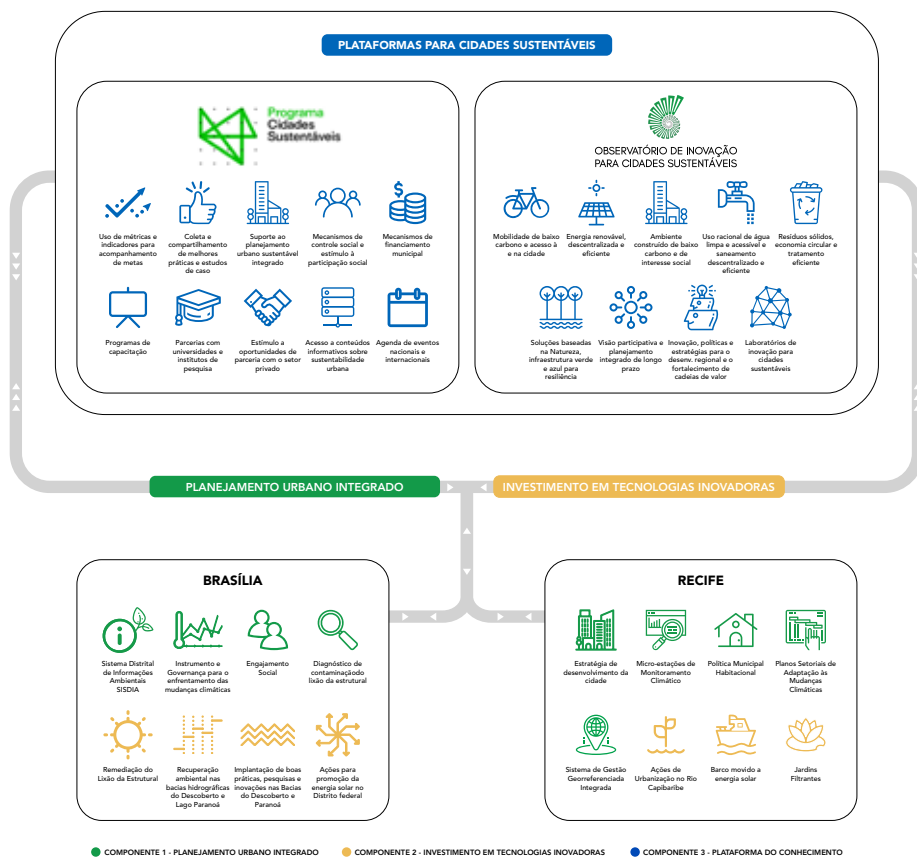 PLATAFORMAS PARA CIDADES SUSTENTÁVEIS
Programa
Cidades
Sustentáveis
Uso de métricas e
indicadores para
acompanhamento
de metas
Coleta e
compartilhamento
de melhores
práticas e estudos
de caso
Suporte ao
planejamento
urbano sustentável
integrado
Mecanismos de
controle social e
estímulo à
participação social
Mecanismos de
financiamento
municipal
Programas de
capacitação
Parcerias com
universidades e
institutos de
pesquisa
Estímulo a
oportunidades de
parceria com o setor
privado
Acesso a conteúdos
informativos sobre
sustentabilidade
urbana
Agenda de eventos
nacionais e
internacionais
OBSERVATÓRIO DE INOVAÇÃO
PARA CIDADES SUSTENTÁVEIS
Mobilidade de baixo
carbono e acesso à
e na cidade
Energia renovável,
descentralizada e
eficiente
Ambiente
construído de baixo
carbono e de
interesse social
Uso racional de água
limpa e acessível e
saneamento
descentralizado e
eficiente
Resíduos sólidos,
economia circular e
tratamento
eficiente
Soluções baseadas
na Natureza,
infraestrutura verde
e azul para
resiliência
Visão participativa e
planejamento
integrado de longo
prazo
Inovação, políticas e
estratégias para o
desenv. regional e o
fortalecimento de
cadeias de valor
Laboratórios de
inovação para
cidades
sustentáveis
PLANEJAMENTO URBANO INTEGRADO
INVESTIMENTO EM TECNOLOGIAS INOVADORAS
BRASÍLIA
Sistema Distrital
de Informações
Ambientais
SISDIA
Instrumento e
Governança para o
enfrentamento das
mudanças climáticas
Engajamento
Social
Diagnóstico de
contaminaçãodo
lixão da estrutural
Remediação do
Lixão da Estrutural
Recuperação
ambiental nas
bacias hidrográficas
do Descoberto e
Lago Paranoá
Implantação de boas
práticas, pesquisas e
inovações nas Bacias
do Descoberto e
Paranoá
Ações para
promoção da
energia solar no
Distrito federal
RECIFE
Estratégia de
desenvolvimento da
cidade
Micro-estações de
Monitoramento
Climático
Política Municipal
Habitacional
Planos Setoriais de
Adaptação às
Mudanças
Climáticas
Sistema de Gestão
Georreferenciada
Integrada
Ações de
Urbanização no Rio
Capibaribe
Barco movido a
energia solar
Jardins
Filtrantes
COMPONENTE 1 - PLANEJAMENTO URBANO INTEGRADO
COMPONENTE 2 - INVESTIMENTO EM TECNOLOGIAS INOVADORAS
COMPONENTE 3 - PLATAFORMA DO CONHECIMENTO